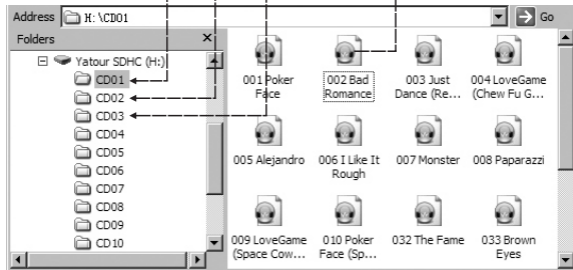 Address H:\CD01 Go
Folders ×
Yatour SDHC (H:)
CD01
CD02
CD03
CD04
CD05
CD06
CD07
CD08
CD09
CD10
001 Poker
Face
002 Bad
Romance
003 Just
Dance (Re...
004 LoveGame
(Chew Fu G...
005 Alejandro
006 I Like It
Rough
007 Monster
008 Paparazzi
009 LoveGame
(Space Cow...
010 Poker
Face (Sp...
032 The Fame
033 Brown
Eyes